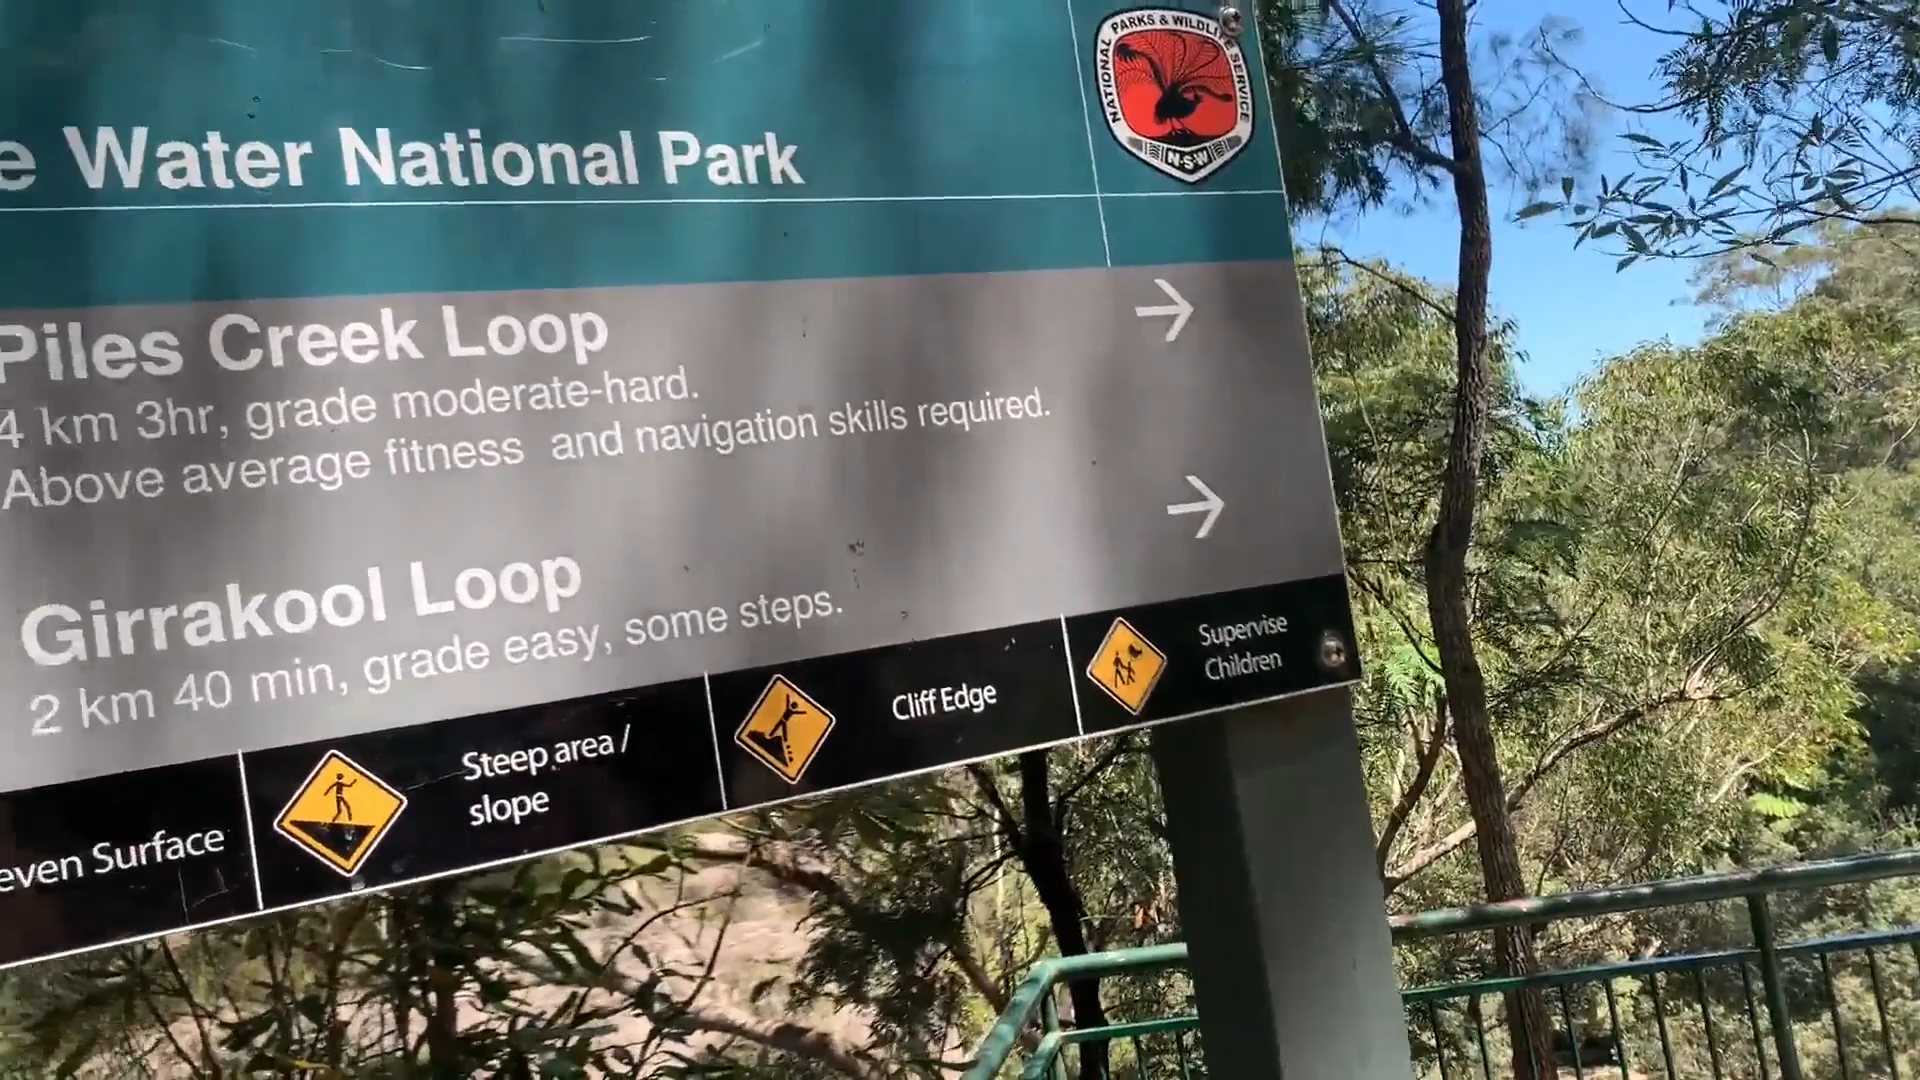 NATIONAL PARKS & WILDLIFE SERVICE
N·S·W
e Water National Park
Piles Creek Loop
4 km 3hr, grade moderate-hard.
Above average fitness and navigation skills required.
Girrakool Loop
2 km 40 min, grade easy, some steps.
even Surface
Steep area /
slope
Cliff Edge
Supervise
Children